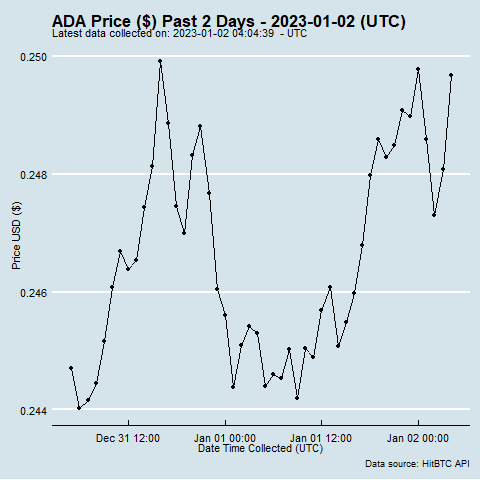 ADA Price ($) Past 2 Days - 2023-01-02 (UTC)
Latest data collected on: 2023-01-02 04:04:39 - UTC
0.250
0.248
0.246
0.244
Price USD ($)
Dec 31 12:00 Jan 01 00:00 Jan 01 12:00 Jan 02 00:00
Date Time Collected (UTC)
Data source: HitBTC API